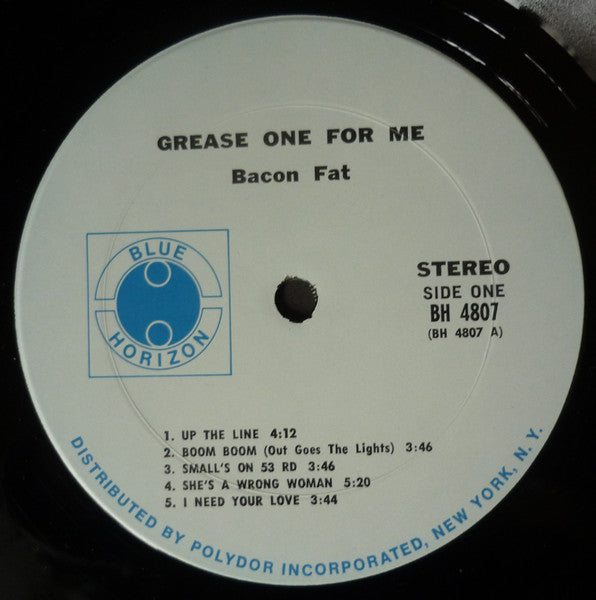 GREASE ONE FOR ME
Bacon Fat
BLUE
HORIZON
STEREO
SIDE ONE
BH 4807
(BH 4807 A)
1. UP THE LINE 4:12
2. BOOM BOOM (Out Goes The Lights) 3:46
3. SMALL'S ON 53 RD 3:46
4. SHE'S A WRONG WOMAN 5:20
5. I NEED YOUR LOVE 3:44
DISTRIBUTED BY POLYDOR INCORPORATED, NEW YORK, N. Y.